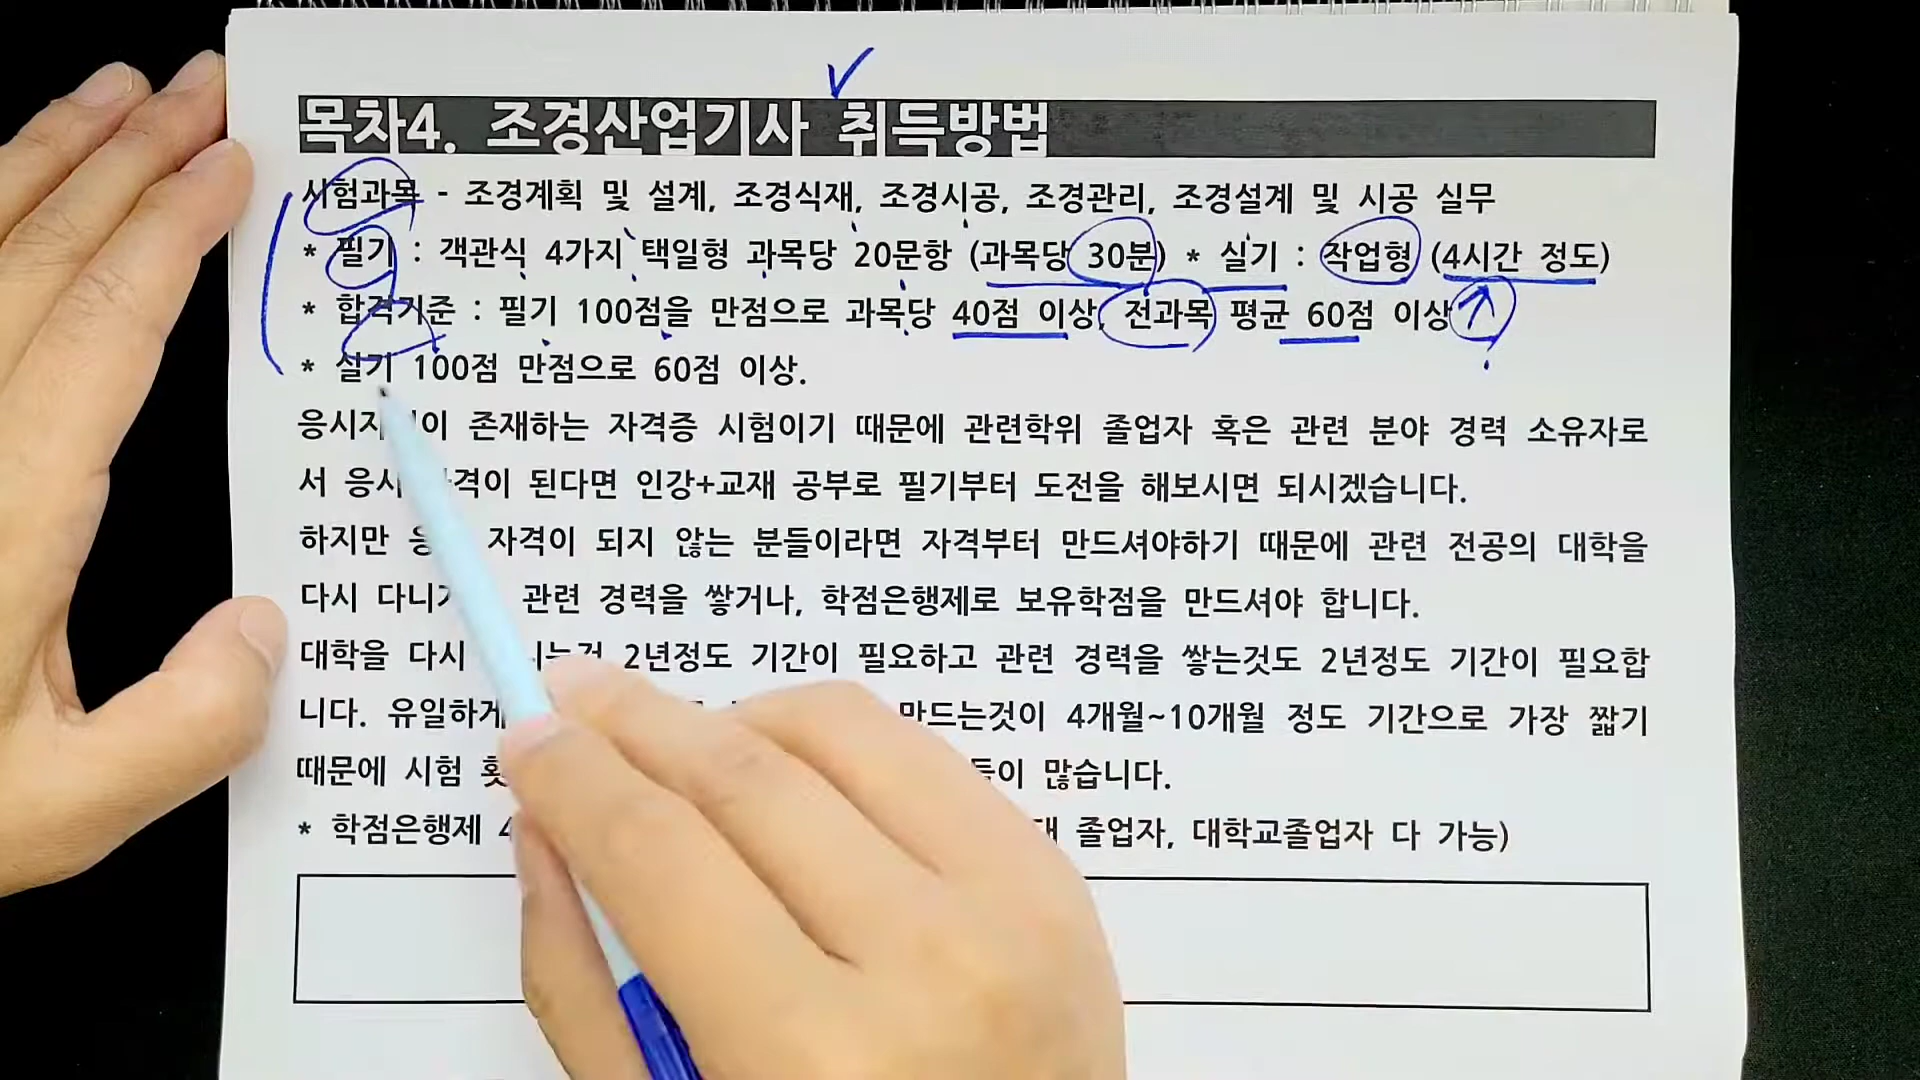 목차4. 조경산업기사 취득방법
시험과목 - 조경계획 및 설계, 조경식재, 조경시공, 조경관리, 조경설계 및 시공 실무
* 필기 : 객관식 4가지 택일형 과목당 20문항 (과목당 30분) * 실기 : 작업형 (4시간 정도)
* 합격기준 : 필기 100점을 만점으로 과목당 40점 이상, 전과목 평균 60점 이상
* 실기 100점 만점으로 60점 이상.
존재하는 자격증 시험이기 때문에 관련학위 졸업자 혹은 관련 분야 경력 소유자로
서 된다면 인강+교재 공부로 필기부터 도전을 해보시면 되시겠습니다.
하지만 자격이 되지 않는 분들이라면 자격부터 만드셔야하기 때문에 관련 전공의 대학을
다시 관련 경력을 쌓거나, 학점은행제로 보유학점을 만드셔야 합니다.
대학을 다시 2년정도 기간이 필요하고 관련 경력을 쌓는것도 2년정도 기간이 필요합
니다. 유일하게 만드는것이 4개월~10개월 정도 기간으로 가장 짧기
때문에 시험 많습니다.
* 학점은행제 졸업자, 대학교졸업자 다 가능)